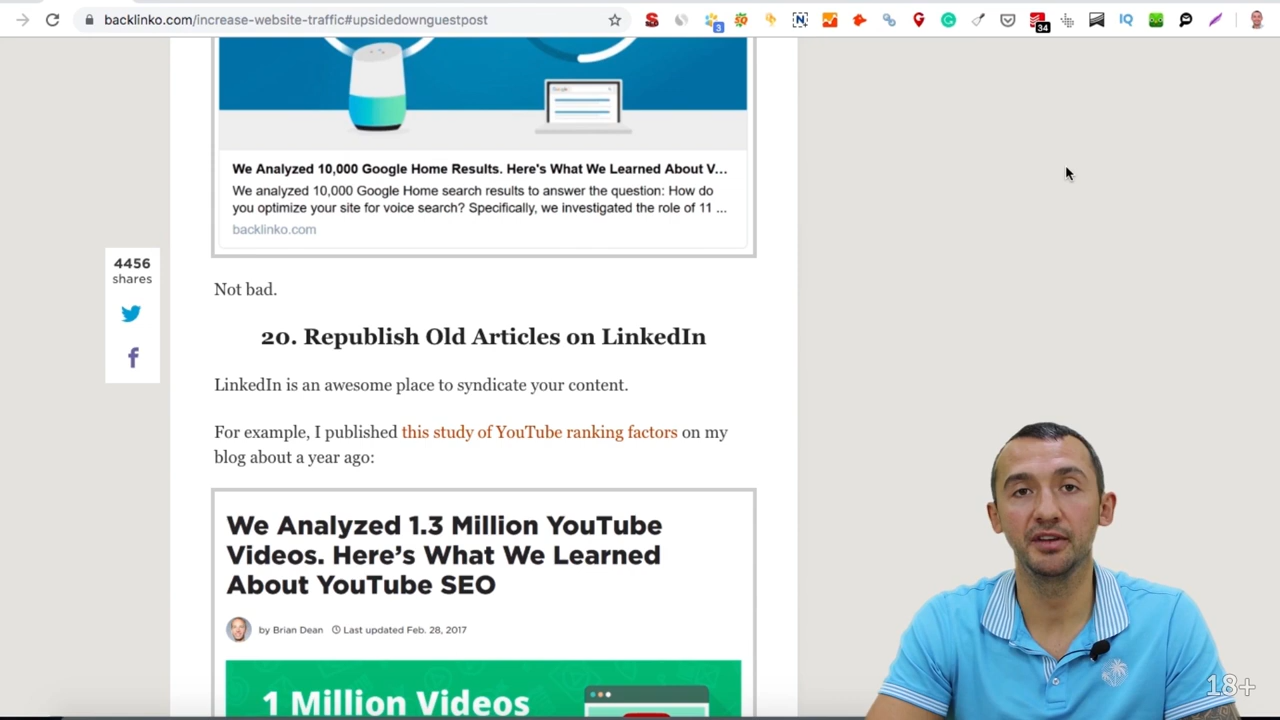 backlinko.com/increase-website-traffic#upsidedownguestpost
3
34
IQ
We Analyzed 10,000 Google Home Results. Here's What We Learned About V...
We analyzed 10,000 Google Home search results to answer the question: How do
you optimize your site for voice search? Specifically, we investigated the role of 11 ...
backlinko.com
4456
shares
Not bad.
20. Republish Old Articles on LinkedIn
LinkedIn is an awesome place to syndicate your content.
For example, I published this study of YouTube ranking factors on my
blog about a year ago:
We Analyzed 1.3 Million YouTube
Videos. Here's What We Learned
About YouTube SEO
by Brian Dean Last updated Feb. 28, 2017
1 Million Videos
18+